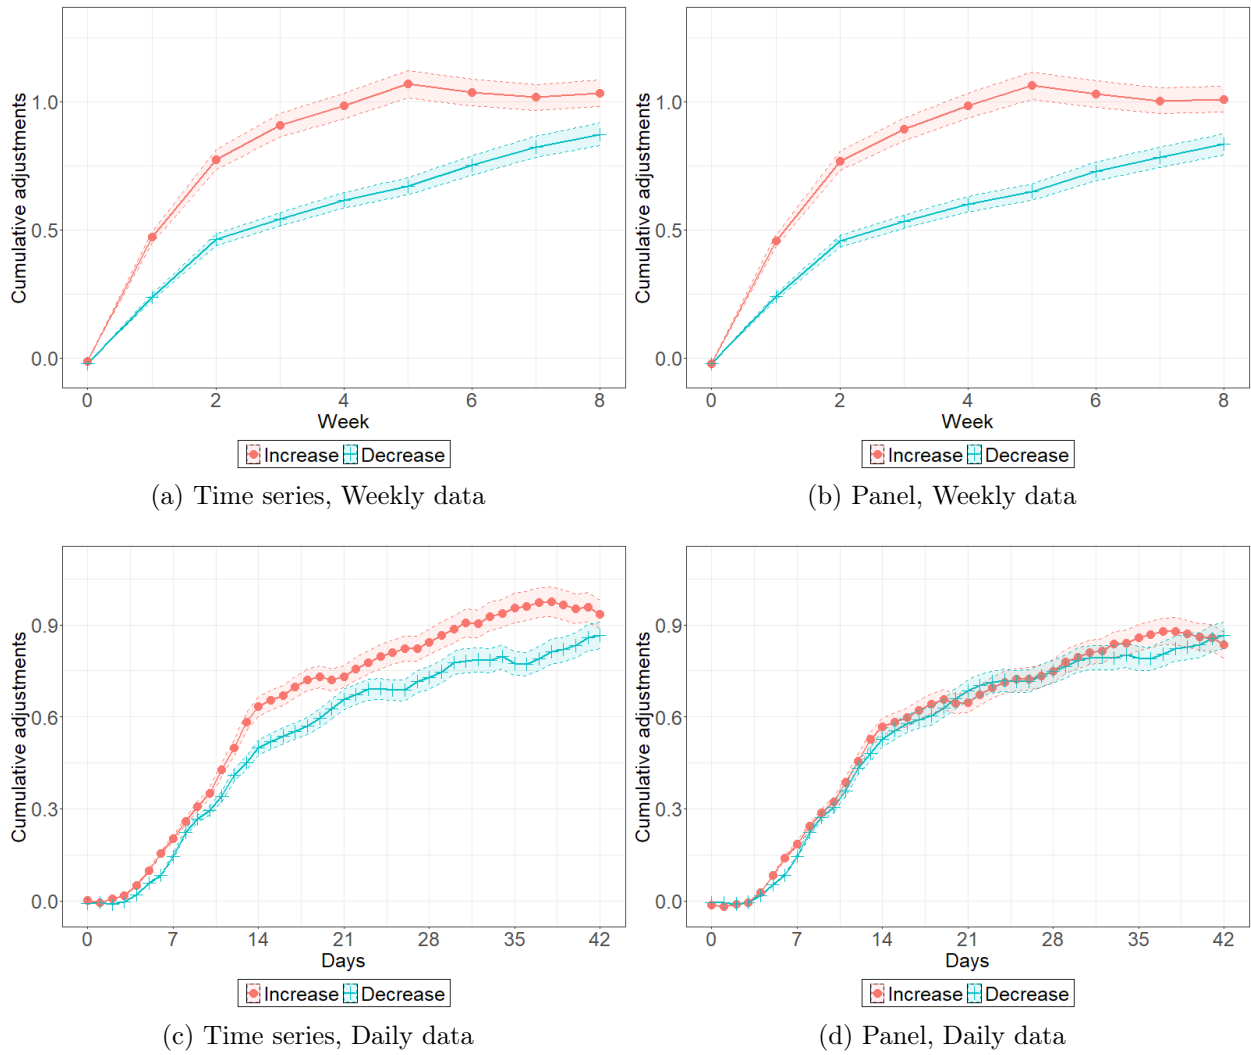 Cumulative adjustments
1.0
0.5
0.0
0 2 4 6 8
Week
Increase Decrease
(a) Time series, Weekly data
Cumulative adjustments
1.0
0.5
0.0
0 2 4 6 8
Week
Increase Decrease
(b) Panel, Weekly data
Cumulative adjustments
0.9
0.6
0.3
0.0
0 7 14 21 28 35 42
Days
Increase Decrease
(c) Time series, Daily data
Cumulative adjustments
0.9
0.6
0.3
0.0
0 7 14 21 28 35 42
Days
Increase Decrease
(d) Panel, Daily data